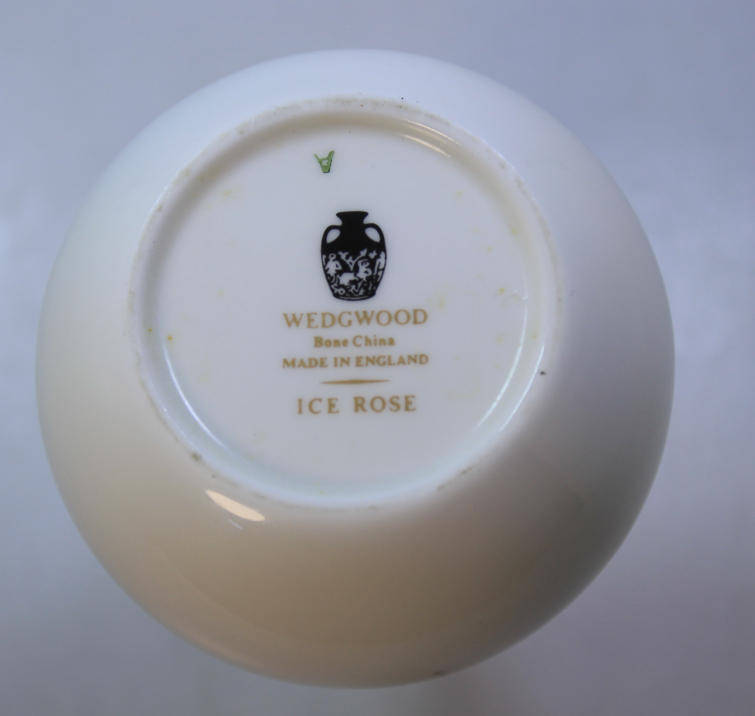 A
WEDGWOOD
Bone China
MADE IN ENGLAND
ICE ROSE